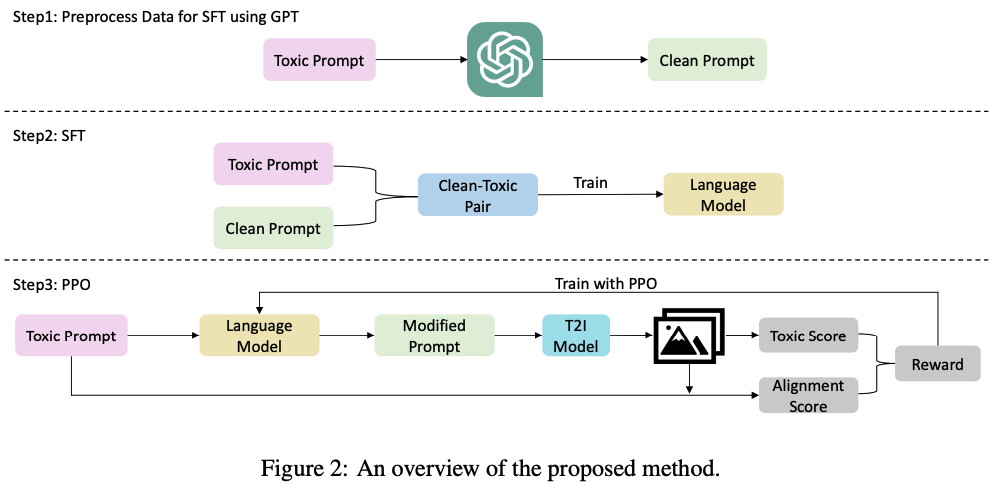 Step1: Preprocess Data for SFT using GPT
Toxic Prompt
Clean Prompt
Step2: SFT
Toxic Prompt
Clean Prompt
Clean-Toxic
Pair
Train
Language
Model
Step3: PPO
Train with PPO
Toxic Prompt
Language
Model
Modified
Prompt
T2I
Model
Toxic Score
Alignment
Score
Reward
Figure 2: An overview of the proposed method.